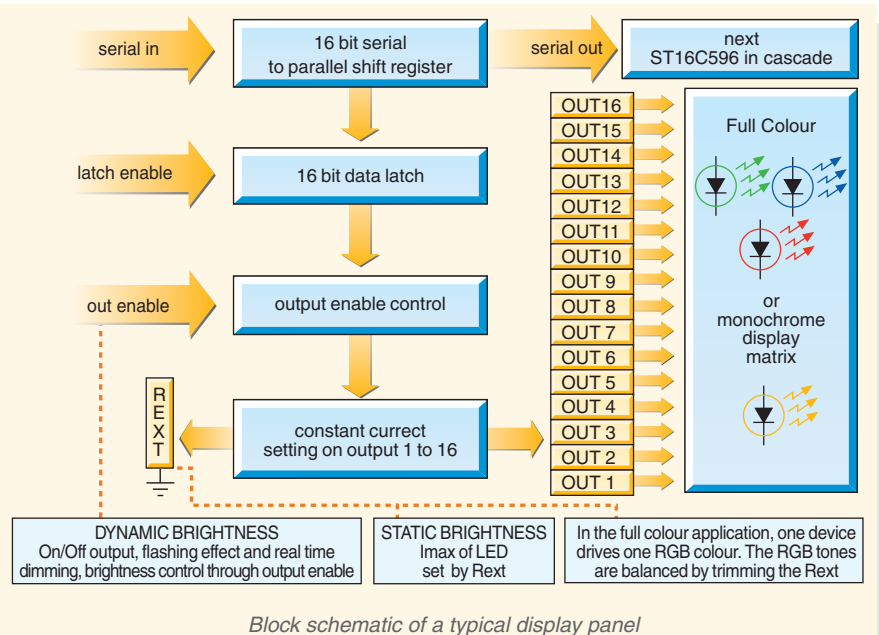 serial in
16 bit serial
to parallel shift register
serial out
next
ST16C596 in cascade
latch enable
16 bit data latch
out enable
output enable control
REXT
constant currect
setting on output 1 to 16
OUT16
OUT15
OUT14
OUT13
OUT12
OUT11
OUT10
OUT 9
OUT 8
OUT 7
OUT 6
OUT 5
OUT 4
OUT 3
OUT 2
OUT 1
Full Colour
or
monochrome
display
matrix
DYNAMIC BRIGHTNESS
On/Off output, flashing effect and real time
dimming, brightness control through output enable
STATIC BRIGHTNESS
Imax of LED
set by Rext
In the full colour application, one device
drives one RGB colour. The RGB tones
are balanced by trimming the Rext
Block schematic of a typical display panel